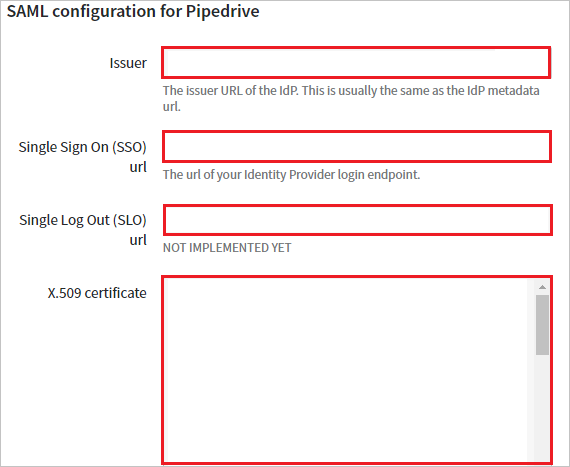 SAML configuration for Pipedrive
Issuer
The issuer URL of the IdP. This is usually the same as the IdP metadata
url.
Single Sign On (SSO)
url
The url of your Identity Provider login endpoint.
Single Log Out (SLO)
url
NOT IMPLEMENTED YET
X.509 certificate